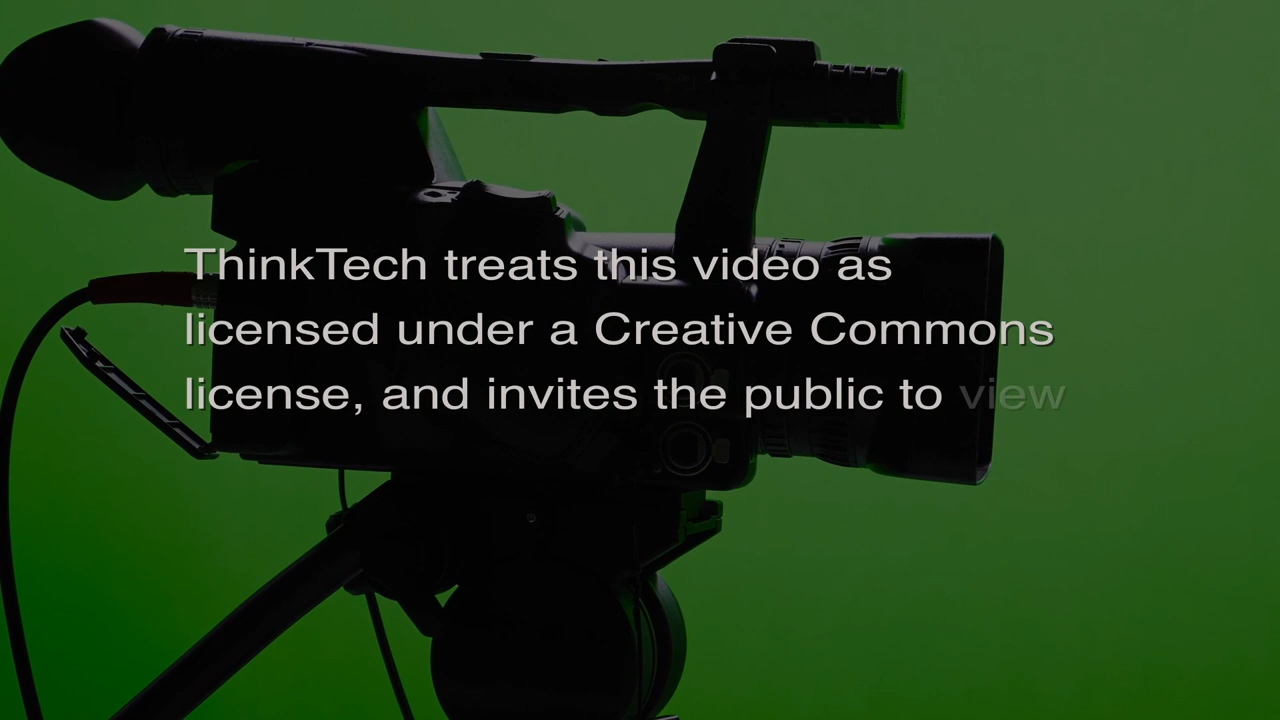 ThinkTech treats this video as
licensed under a Creative Commons
license, and invites the public to view